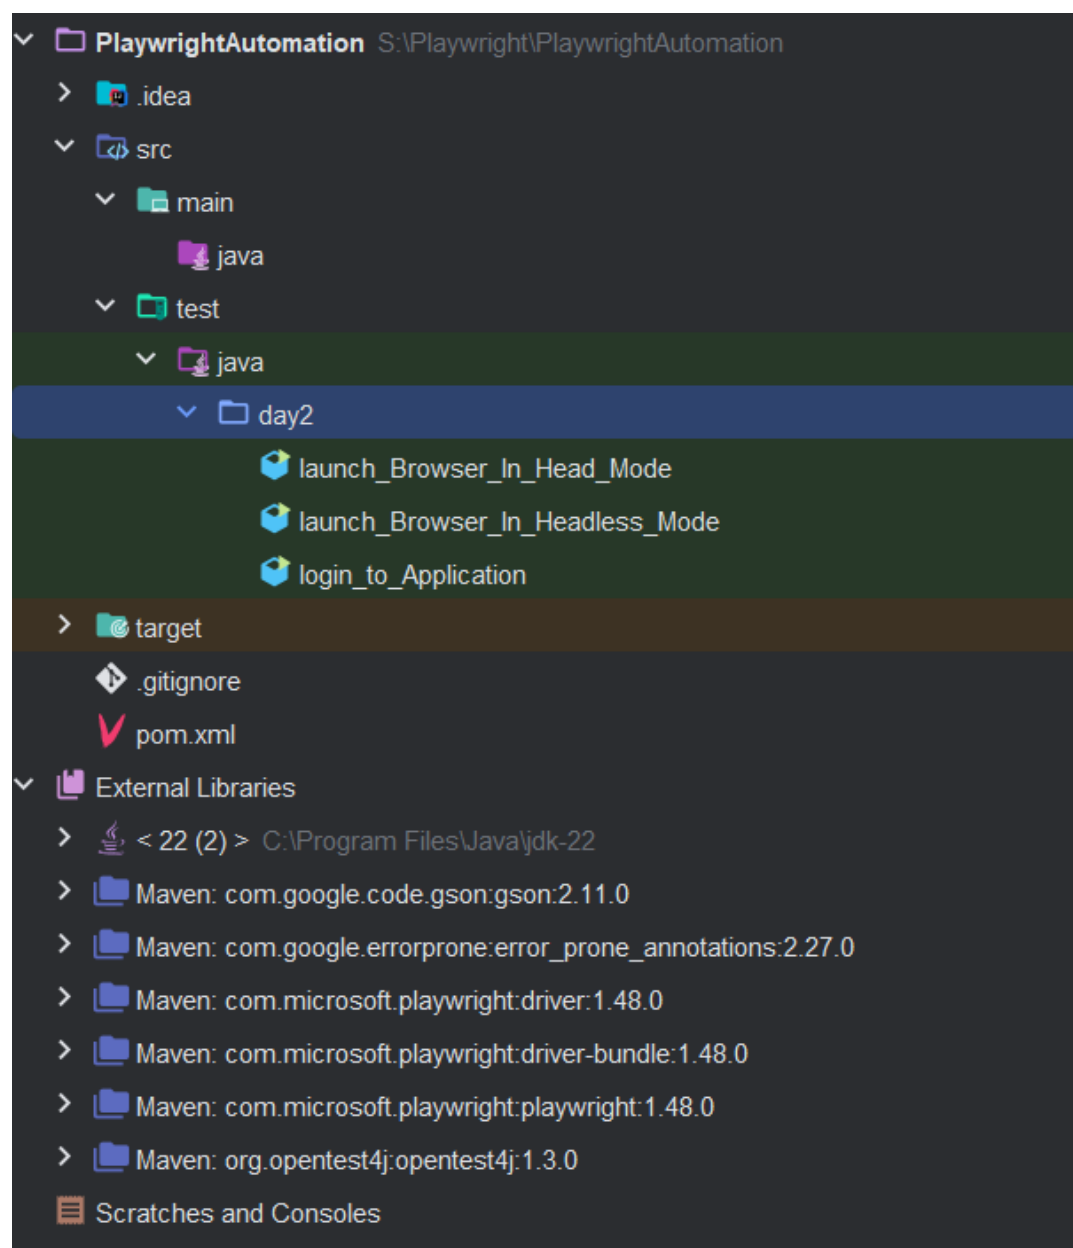 PlaywrightAutomation S:\Playwright\PlaywrightAutomation
.idea
src
main
java
test
java
day2
launch_Browser_In_Head_Mode
launch_Browser_In_Headless_Mode
login_to_Application
target
.gitignore
pom.xml
External Libraries
< 22 (2) > C:\Program Files\Java\jdk-22
Maven: com.google.code.gson:gson:2.11.0
Maven: com.google.errorprone:error_prone_annotations:2.27.0
Maven: com.microsoft.playwright:driver:1.48.0
Maven: com.microsoft.playwright:driver-bundle:1.48.0
Maven: com.microsoft.playwright:playwright:1.48.0
Maven: org.opentest4j:opentest4j:1.3.0
Scratches and Consoles